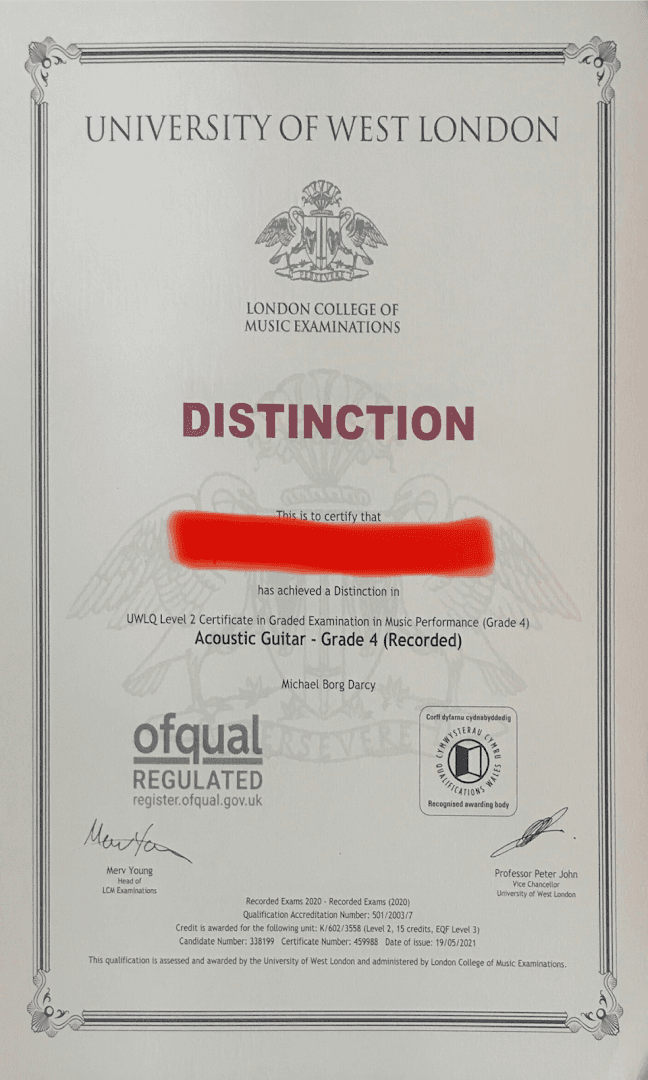 UNIVERSITY OF WEST LONDON
PERSEVERE
LONDON COLLEGE OF
MUSIC EXAMINATIONS
DISTINCTION
This is to certify that
has achieved a Distinction in
UWLQ Level 2 Certificate in Graded Examination in Music Performance (Grade 4)
Acoustic Guitar - Grade 4 (Recorded)
Michael Borg Darcy
PERSEVERE
ofqual
REGULATED
register.ofqual.gov.uk
Corff dyfarnu cydnabyddedig
CYMWYSTERAU CYMRU
QUALIFICATIONS WALES
Recognised awarding body
Merv Young
Head of
LCM Examinations
Professor Peter John
Vice Chancellor
University of West London
Recorded Exams 2020 - Recorded Exams (2020)
Qualification Accreditation Number: 501/2003/7
Credit is awarded for the following unit: K/602/3558 (Level 2, 15 credits, EQF Level 3)
Candidate Number: 338199 Certificate Number: 459988 Date of issue: 19/05/2021
This qualification is assessed and awarded by the University of West London and administered by London College of Music Examinations.